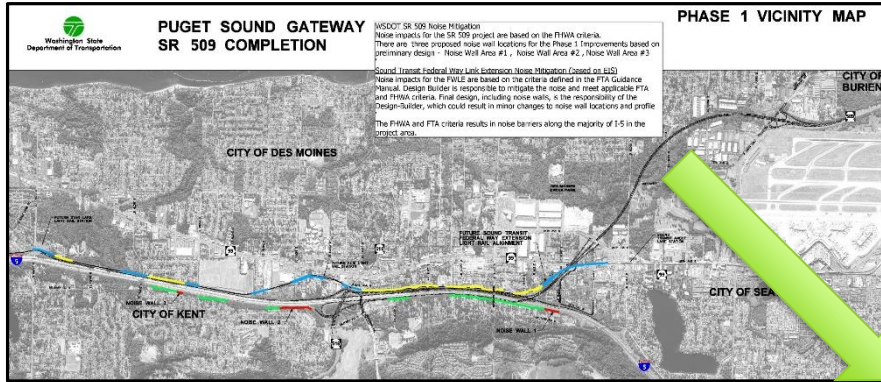 Washington State
Department of Transportation
PUGET SOUND GATEWAY
SR 509 COMPLETION
WSDOT SR 509 Noise Mitigation
Noise impacts for the SR 509 project are based on the FHWA criteria.
There are three proposed noise wall locations for the Phase 1 Improvements based on
preliminary design - Noise Wall Area #1 , Noise Wall Area #2 , Noise Wall Area #3
Sound Transit Federal Way Link Extension Noise Mitigation (based on EIS)
Noise impacts for the FWLE are based on the criteria defined in the FTA Guidance
Manual. Design Builder is responsible to mitigate the noise and meet applicable FTA
and FHWA criteria. Final design, including noise walls, is the responsibility of the
Design-Builder, which could result in minor changes to noise wall locations and profile
The FHWA and FTA criteria results in noise barriers along the majority of I-5 in the
project area.
PHASE 1 VICINITY MAP
CITY OF
BURIEN
CITY OF DES MOINES
FUTURE SOUND TRANSIT
FEDERAL WAY EXTENSION
LIGHT RAIL ALIGNMENT
CITY OF SEA
NOISE WALL 3
CITY OF KENT
NOISE WALL 2
NOISE WALL 1
5
5